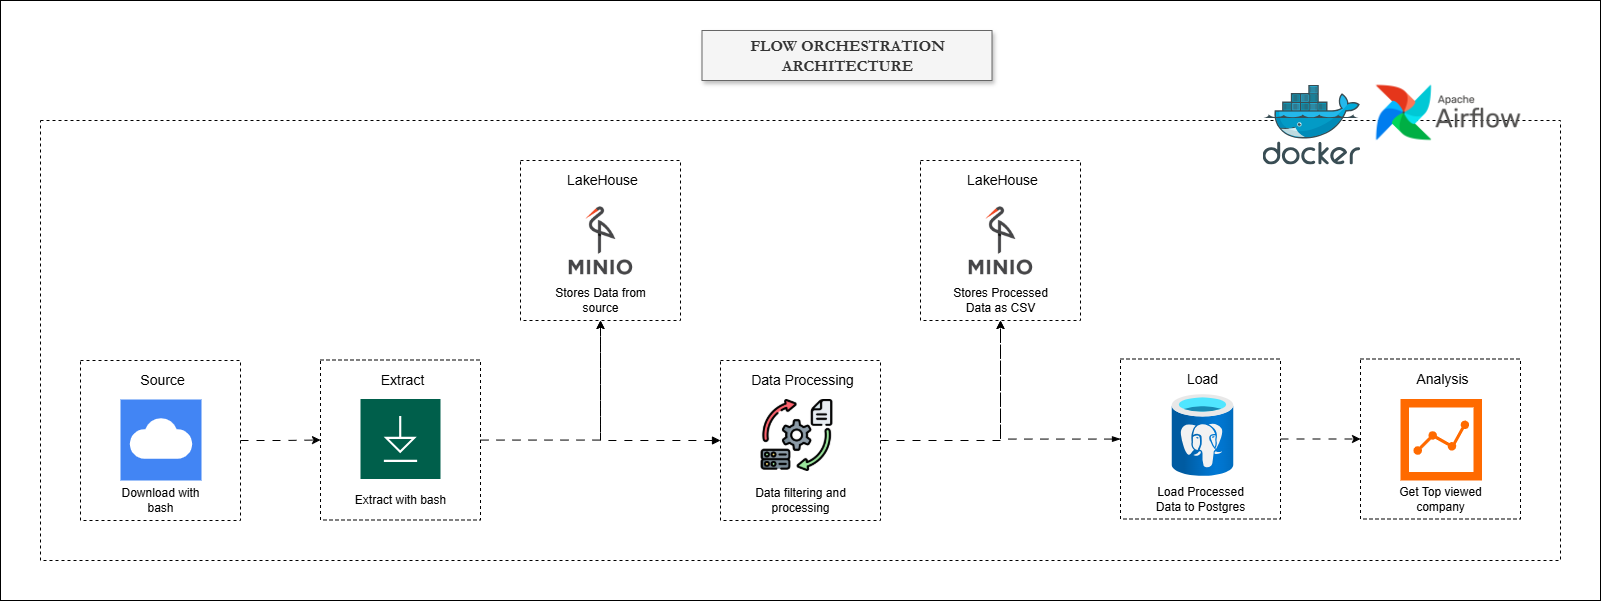 FLOW ORCHESTRATION
ARCHITECTURE
docker
Apache
Airflow
LakeHouse
MINIO
Stores Data from
source
LakeHouse
MINIO
Stores Processed
Data as CSV
Source
Download with
bash
Extract
Extract with bash
Data Processing
Data filtering and
processing
Load
Load Processed
Data to Postgres
Analysis
Get Top viewed
company